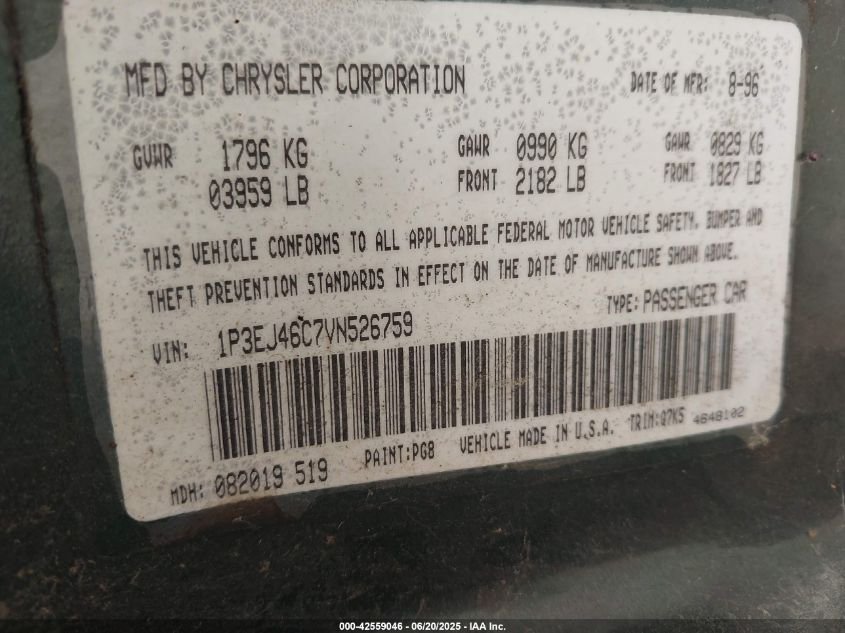 MFD BY CHRYSLER CORPORATION DATE OF MFR: 8-96
GVWR 1796 KG GAWR 0990 KG GAWR 0829 KG
03959 LB FRONT 2182 LB FRONT 1827 LB
THIS VEHICLE CONFORMS TO ALL APPLICABLE FEDERAL MOTOR VEHICLE SAFETY, BUMPER AND
THEFT PREVENTION STANDARDS IN EFFECT ON THE DATE OF MANUFACTURE SHOWN ABOVE.
VIN: 1P3EJ46C7VN526759 TYPE: PASSENGER CAR
MDH: 082019 519 PAINT:PG8 VEHICLE MADE IN U.S.A. TRIM:Q7K5 4648102
000-42559046 - 06/20/2025 - IAA Inc.